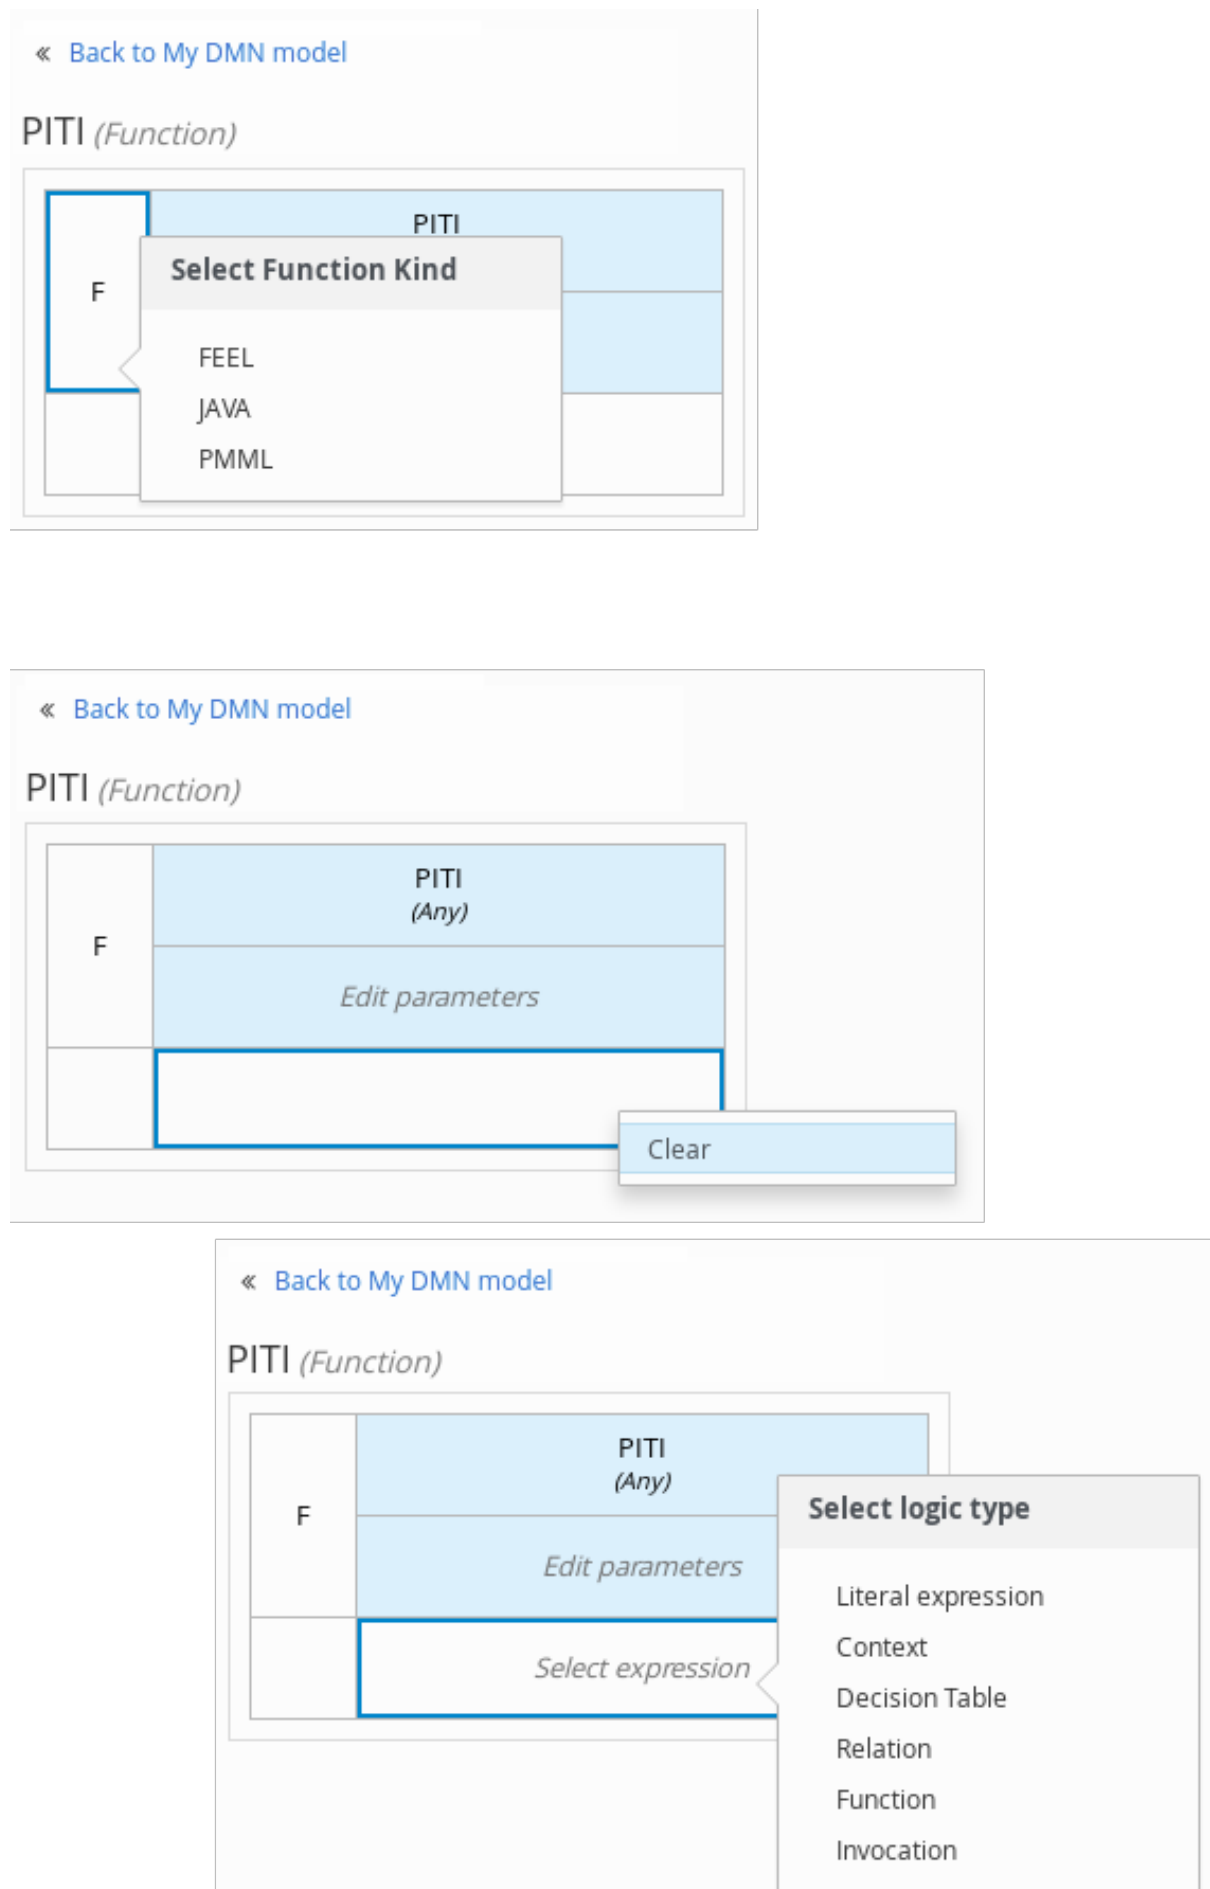 « Back to My DMN model
PITI (Function)
PITI
F
Select Function Kind
FEEL
JAVA
PMML
« Back to My DMN model
PITI (Function)
PITI
(Any)
F
Edit parameters
Clear
« Back to My DMN model
PITI (Function)
PITI
(Any)
F
Edit parameters
Select expression
Select logic type
Literal expression
Context
Decision Table
Relation
Function
Invocation